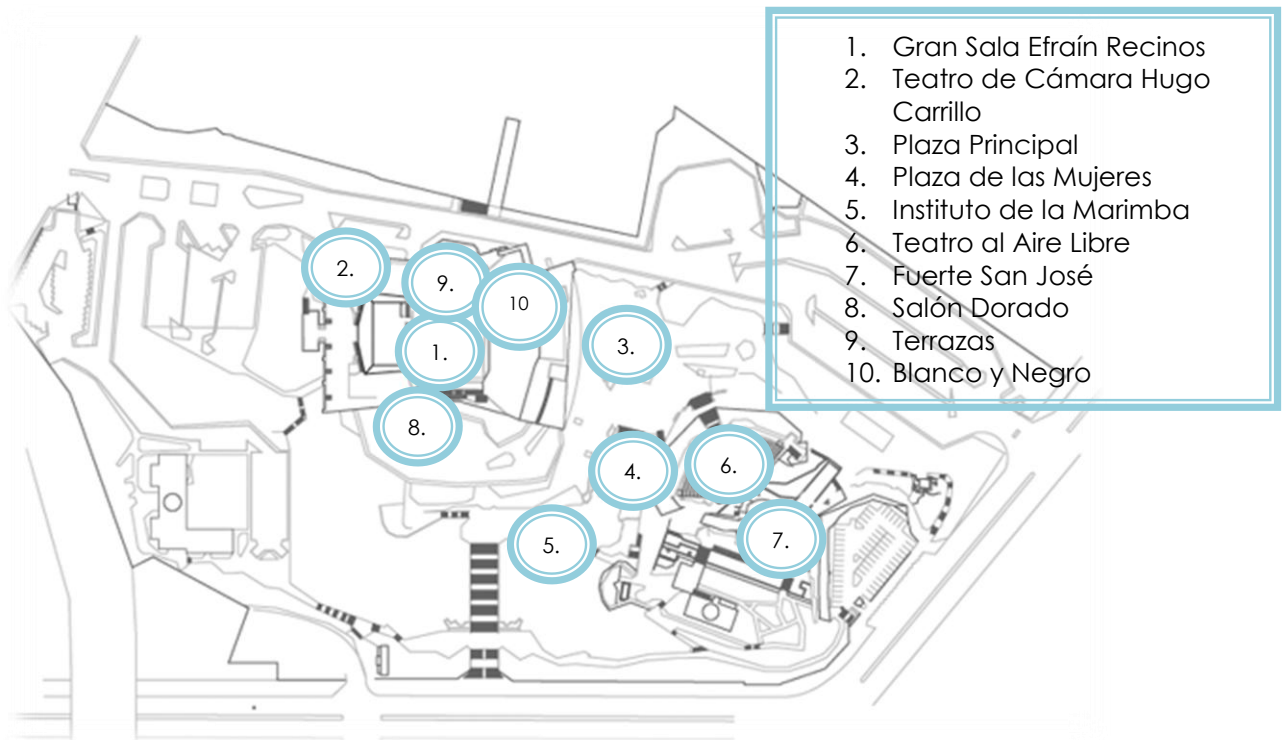 1. Gran Sala Efraín Recinos
2. Teatro de Cámara Hugo
Carrillo
3. Plaza Principal
4. Plaza de las Mujeres
5. Instituto de la Marimba
6. Teatro al Aire Libre
7. Fuerte San José
8. Salón Dorado
9. Terrazas
10. Blanco y Negro
2.
9.
10
1.
3.
8.
4.
6.
5.
7.